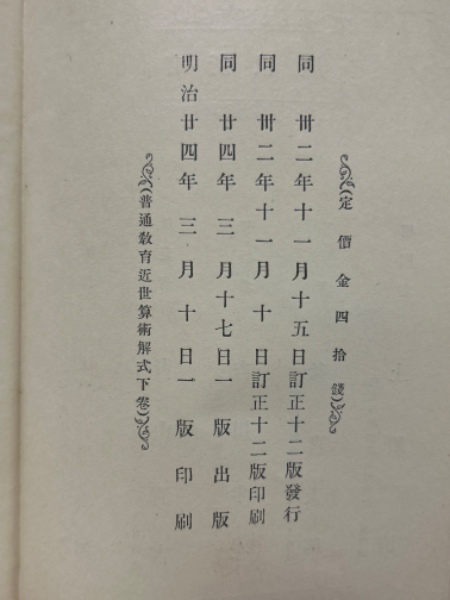 (普通敎育近世算術解式下卷)
明治廿四年三月十日一版印刷
同廿四年三月十七日一版出版
同卅二年十一月十日訂正十二版印刷
同卅二年十一月十五日訂正十二版發行
(定價金四拾錢)